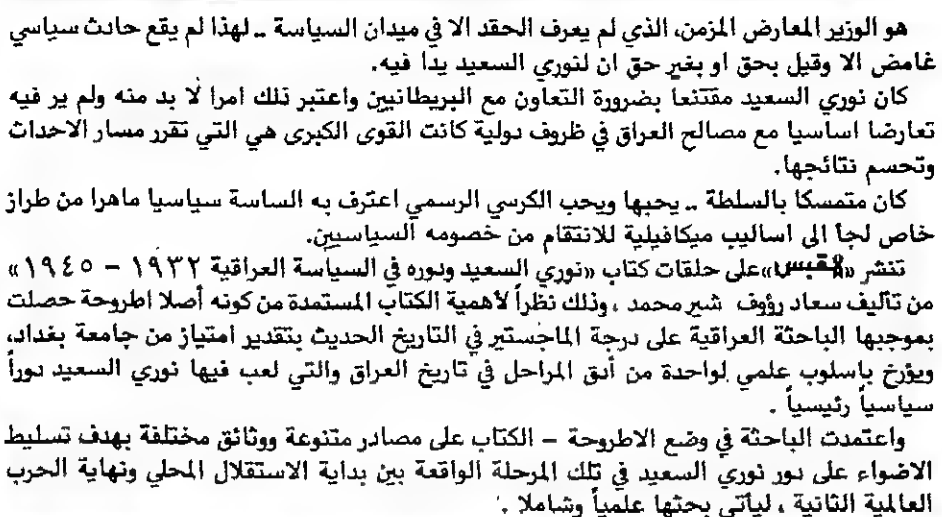 هو الوزير المعارض المزمن، الذي لم يعرف الحقد الا في ميدان السياسة .. لهذا لم يقع حادث سياسي
غامض الا وقيل بحق او بغير حق ان لنوري السعيد يدا فيه.
كان نوري السعيد مقتنعا بضرورة التعاون مع البريطانيين واعتبر ذلك امرا لا بد منه ولم ير فيه
تعارضا اساسيا مع مصالح العراق في ظروف دولية كانت القوى الكبرى هي التي تقرر مسار الاحداث
وتحسم نتائجها.
كان متمسكا بالسلطة .. يحبها ويحب الكرسي الرسمي اعترف به الساسة سياسيا ماهرا من طراز
خاص لجأ الى اساليب ميكافيلية للانتقام من خصومه السياسيين.
تنشر «القبس» على حلقات كتاب «نوري السعيد ودوره في السياسة العراقية ١٩٣٢ – ١٩٤٥»
من تأليف سعاد رؤوف شير محمد ، وذلك نظراً لأهمية الكتاب المستمدة من كونه أصلا اطروحة حصلت
بموجبها الباحثة العراقية على درجة الماجستير في التاريخ الحديث بتقدير امتياز من جامعة بغداد،
ويؤرخ باسلوب علمي لواحدة من أدق المراحل في تاريخ العراق والتي لعب فيها نوري السعيد دوراً
سياسياً رئيسياً .
واعتمدت الباحثة في وضع الاطروحة – الكتاب على مصادر متنوعة ووثائق مختلفة بهدف تسليط
الاضواء على دور نوري السعيد في تلك المرحلة الواقعة بين بداية الاستقلال المحلي ونهاية الحرب
العالمية الثانية ، ليأتي بحثها علمياً وشاملا .